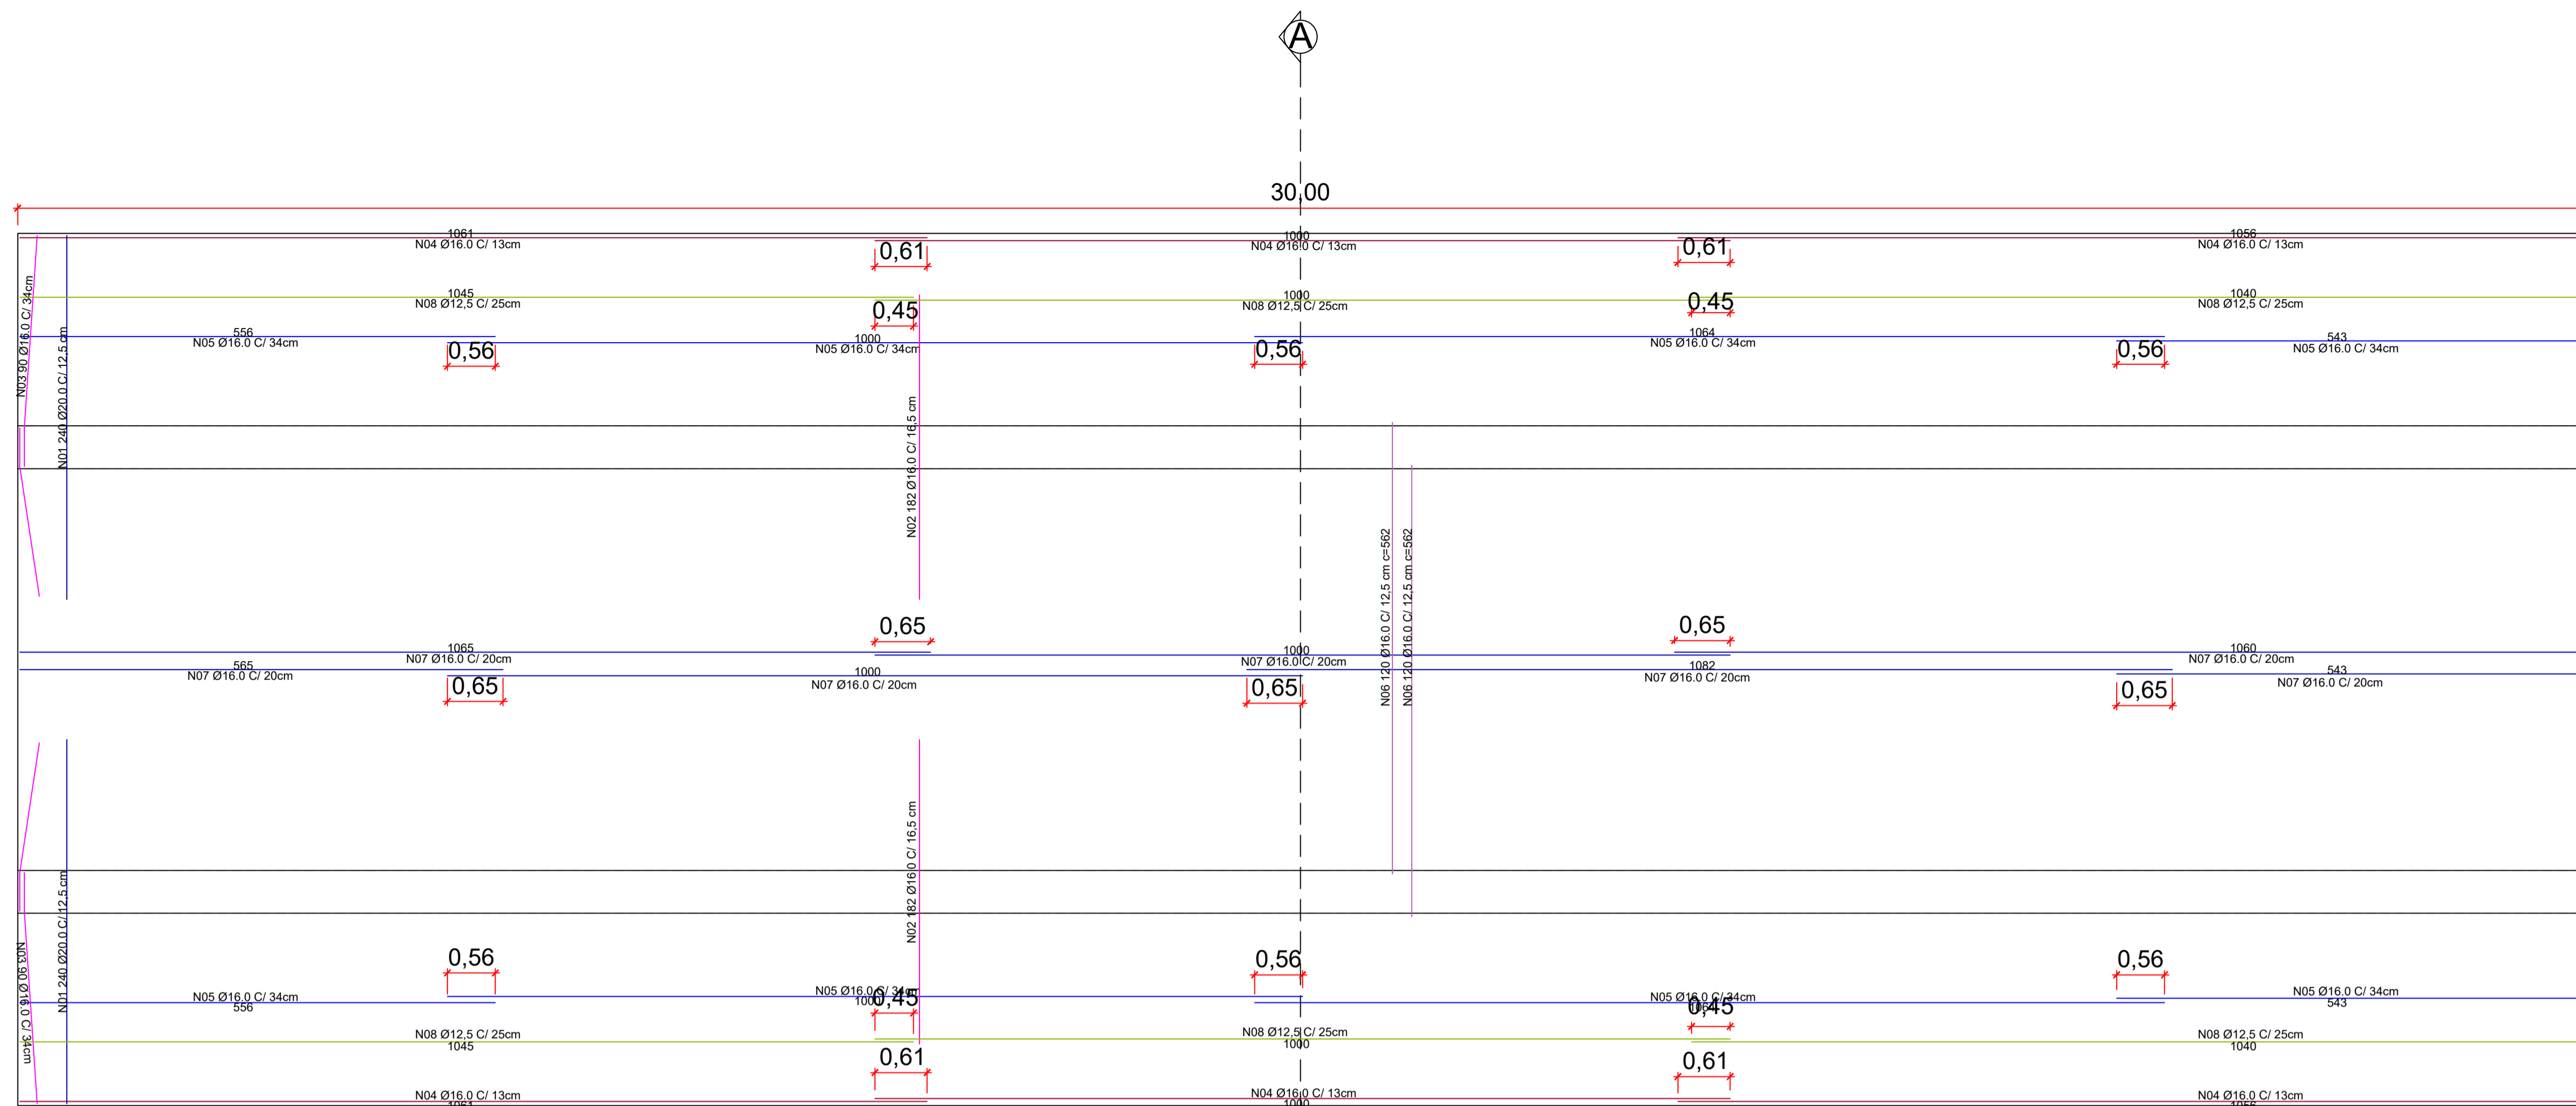 A
30,00
1061
N04 Ø16.0 C/ 13cm
1000
N04 Ø16.0 C/ 13cm
1056
N04 Ø16.0 C/ 13cm
0,61
0,61
1045
N08 Ø12,5 C/ 25cm
1000
N08 Ø12,5 C/ 25cm
1040
N08 Ø12,5 C/ 25cm
0,45
0,45
556
N05 Ø16.0 C/ 34cm
1000
N05 Ø16.0 C/ 34cm
1064
N05 Ø16.0 C/ 34cm
543
N05 Ø16.0 C/ 34cm
0,56
0,56
0,56
N03 90 Ø16.0 C/ 34cm
N01 240 Ø20.0 C/ 12,5 cm
N02 182 Ø16.0 C/ 16,5 cm
N06 120 Ø16.0 C/ 12,5 cm c=562
N06 120 Ø16.0 C/ 12,5 cm c=562
0,65
0,65
1065
N07 Ø16.0 C/ 20cm
1000
N07 Ø16.0 C/ 20cm
1060
N07 Ø16.0 C/ 20cm
565
N07 Ø16.0 C/ 20cm
1000
N07 Ø16.0 C/ 20cm
1082
N07 Ø16.0 C/ 20cm
543
N07 Ø16.0 C/ 20cm
0,65
0,65
0,65
N03 90 Ø16.0 C/ 34cm
N01 240 Ø20.0 C/ 12,5 cm
N02 182 Ø16.0 C/ 16,5 cm
0,56
0,56
0,56
N05 Ø16.0 C/ 34cm
556
N05 Ø16.0 C/ 34cm
1000
N05 Ø16.0 C/ 34cm
1064
N05 Ø16.0 C/ 34cm
543
0,45
0,45
N08 Ø12,5 C/ 25cm
1045
N08 Ø12,5 C/ 25cm
1000
N08 Ø12,5 C/ 25cm
1040
0,61
0,61
N04 Ø16.0 C/ 13cm
1061
N04 Ø16.0 C/ 13cm
1000
N04 Ø16.0 C/ 13cm
1056